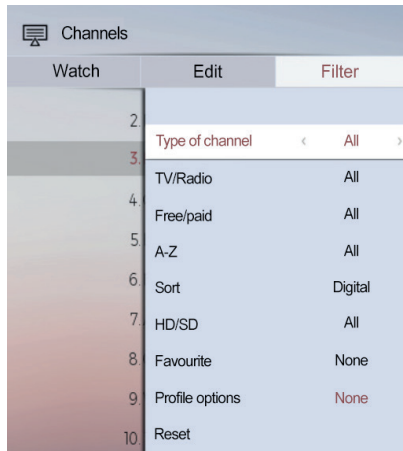 Channels
Watch Edit Filter
2.
Type of channel < All >
3.
TV/Radio All
4.
Free/paid All
5.
A-Z All
6.
Sort Digital
7.
HD/SD All
8.
Favourite None
9.
Profile options None
10.
Reset